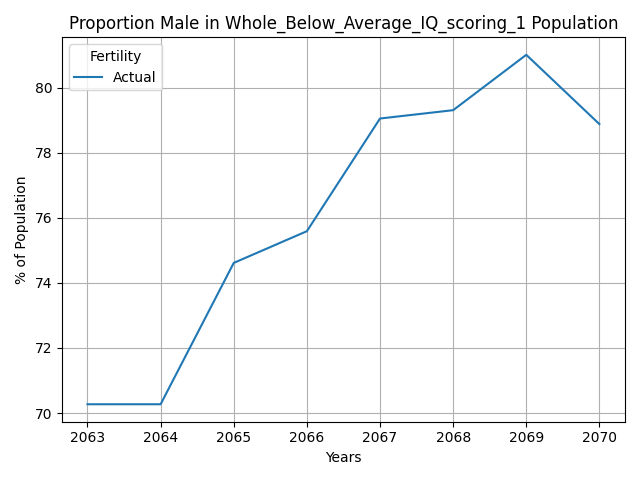 Proportion Male in Whole_Below_Average_IQ_scoring_1 Population
Fertility
Actual
% of Population
80
78
76
74
72
70
2063 2064 2065 2066 2067 2068 2069 2070
Years